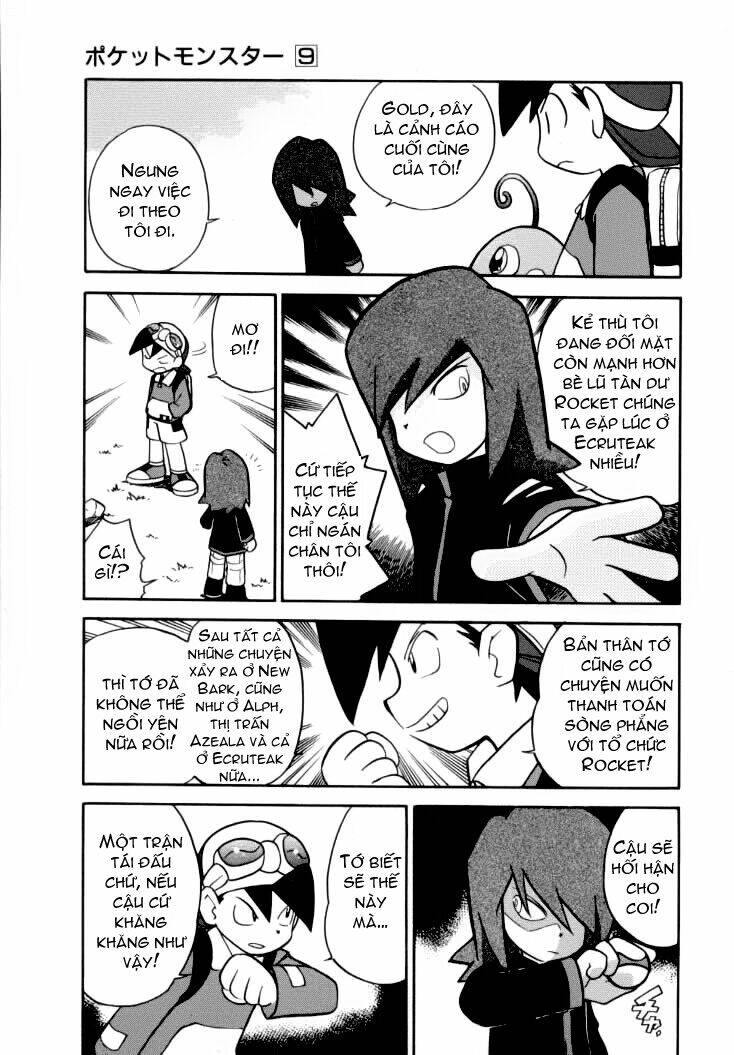 ポケットモンスター 9
GOLD, ĐÂY
LÀ CẢNH CÁO
CUỐI CÙNG
CỦA TÔI!
NGƯNG
NGAY VIỆC
ĐI THEO
TÔI ĐI.
KẺ THÙ TÔI
ĐANG ĐỐI MẶT
CÒN MẠNH HƠN
BÈ LŨ TÀN DƯ
ROCKET CHÚNG
TA GẶP LÚC Ở
ECRUTEAK
NHIỀU!
CỨ TIẾP
TỤC THẾ
NÀY CẬU
CHỈ NGÁN
CHÂN TÔI
THÔI!
MƠ
ĐI!!
CÁI
GÌ!?
BẢN THÂN TỚ
CŨNG CÓ
CHUYỆN MUỐN
THANH TOÁN
SÒNG PHẲNG
VỚI TỔ CHỨC
ROCKET!
SAU TẤT CẢ
NHỮNG CHUYỆN
XẢY RA Ở NEW
BARK, CŨNG
NHƯ Ở ALPH,
THỊ TRẤN
AZEALA VÀ CẢ
Ở ECRUTEAK
NỮA...
THÌ TỚ ĐÃ
KHÔNG THỂ
NGỒI YÊN
NỮA RỒI!
CẬU SẼ
HỐI HẬN
CHO
COI!
チャ。
TỚ BIẾT
SẼ THẾ
NÀY
MÀ...
MỘT TRẬN
TÁI ĐẤU
CHỨ, NẾU
CẬU CỨ
KHĂNG
KHĂNG NHƯ
VẬY!